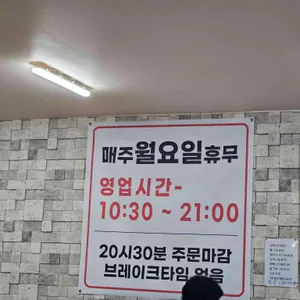 매주월요일휴무
영업시간-
10:30 ~ 21:00
20시30분 주문마감
브레이크타임 없음